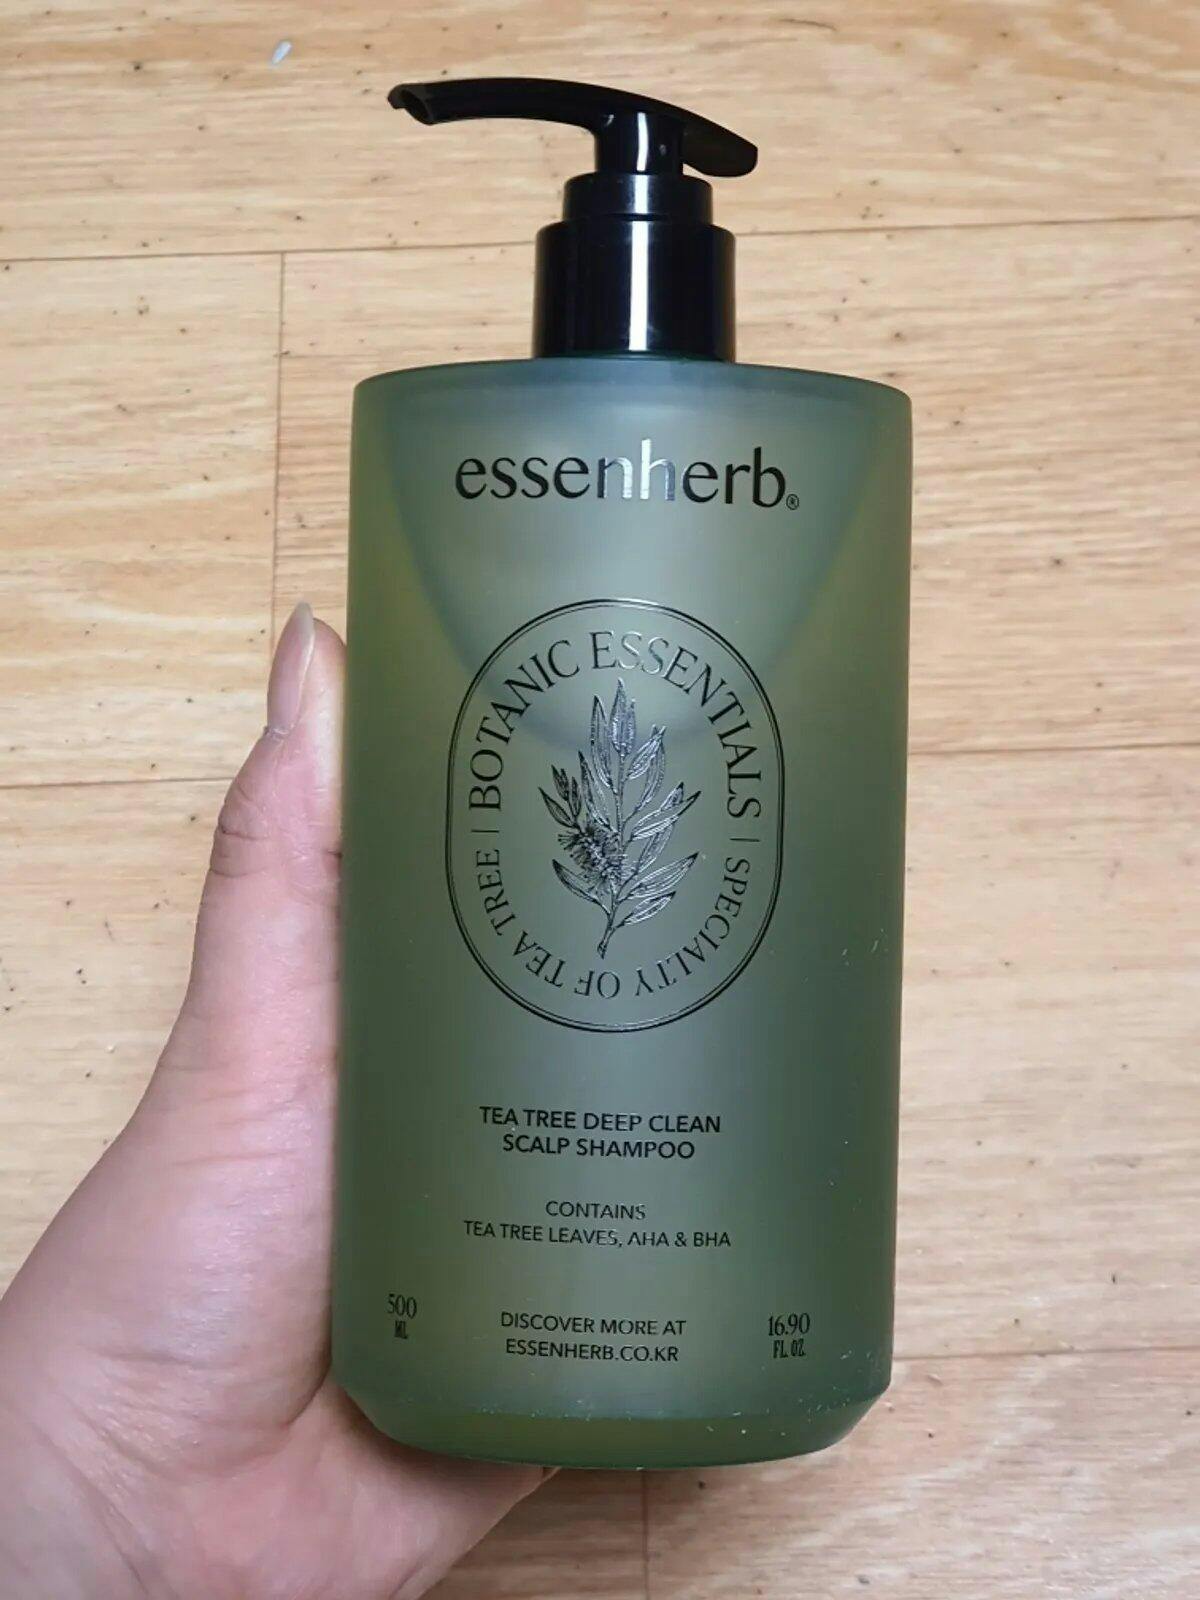 essenherb®
BOTANIC ESSENTIALS | SPECIALTY OF TEA TREE |
TEA TREE DEEP CLEAN
SCALP SHAMPOO
CONTAINS
TEA TREE LEAVES, AHA & BHA
500
ML
DISCOVER MORE AT
ESSENHERB.CO.KR
16.90
FL. OZ.